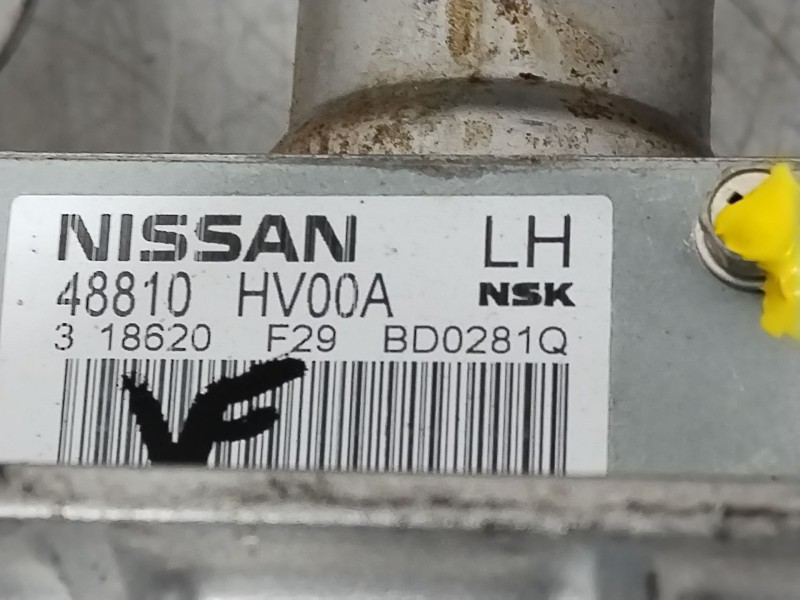 NISSAN LH
48810 HV00A NSK
3 18620 F29 BD0281Q